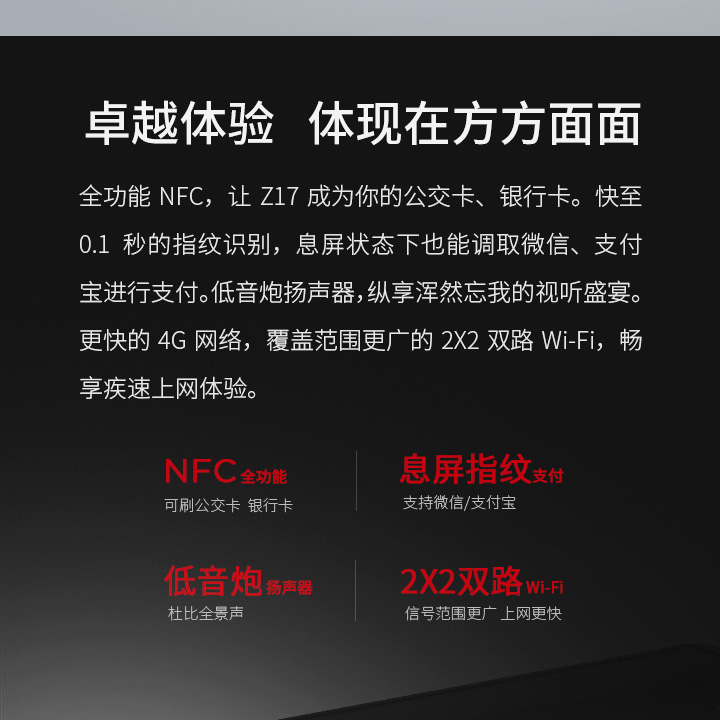 卓越体验 体现在方方面面
全功能 NFC，让 Z17 成为你的公交卡、银行卡。快至
0.1 秒的指纹识别，息屏状态下也能调取微信、支付
宝进行支付。低音炮扬声器，纵享浑然忘我的视听盛宴。
更快的 4G 网络，覆盖范围更广的 2X2 双路 Wi-Fi，畅
享疾速上网体验。
NFC 全功能
可刷公交卡 银行卡
息屏指纹 支付
支持微信/支付宝
低音炮 扬声器
杜比全景声
2X2双路 Wi-Fi
信号范围更广 上网更快